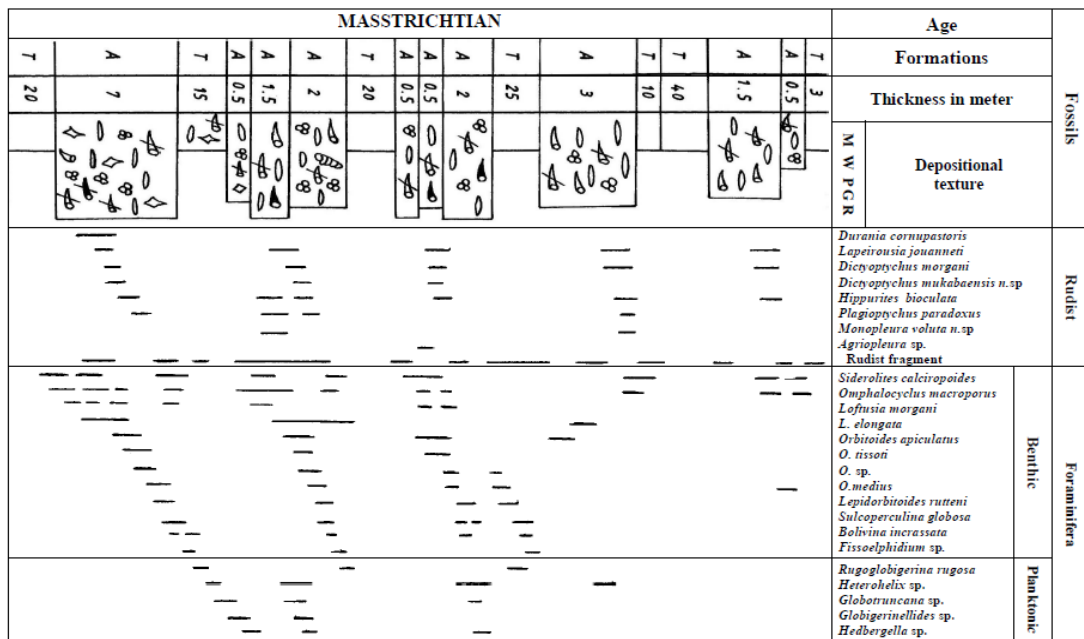 MASSTRICHTIAN
Age
T A T A A A T A A A T A T T A A T
Formations
20 7 15 0.5 1.5 2 20 0.5 0.5 2 25 3 10 40 1.5 0.5 3
Thickness in meter
Fossils
M W P G R
Depositional
texture
Durania cornupastoris
Lapeirousia jouanneti
Dictyoptychus morgani
Dictyoptychus mukabaensis n.sp
Hippurites bioculata
Plagioptychus paradoxus
Monopleura voluta n.sp
Agriopleura sp.
Rudist fragment
Rudist
Siderolites calciropoides
Omphalocyclus macroporus
Loftusia morgani
L. elongata
Orbitoides apiculatus
O. tissoti
O. sp.
O.medius
Lepidorbitoides rutteni
Sulcoperculina globosa
Bolivina incrassata
Fissoelphidium sp.
Benthic
Rugoglobigerina rugosa
Heterohelix sp.
Globotruncana sp.
Globigerinellides sp.
Hedbergella sp.
Planktonic
Foraminifera